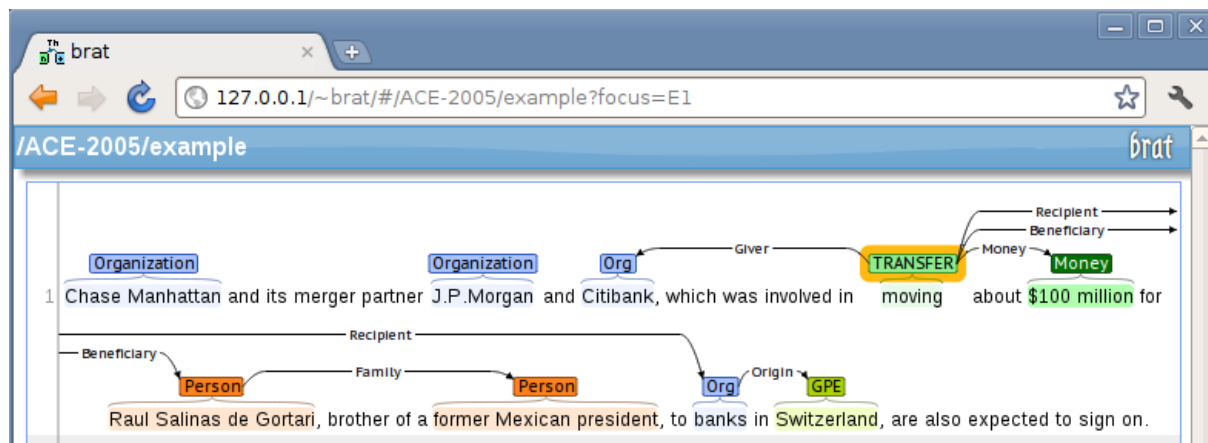 brat
127.0.0.1/~brat/#/ACE-2005/example?focus=E1
/ACE-2005/example brat
Recipient
Beneficiary
Organization Organization Org Giver TRANSFER Money Money
1 Chase Manhattan and its merger partner J.P.Morgan and Citibank, which was involved in moving about $100 million for
Recipient
Beneficiary
Person Family Person Org Origin GPE
Raul Salinas de Gortari, brother of a former Mexican president, to banks in Switzerland, are also expected to sign on.